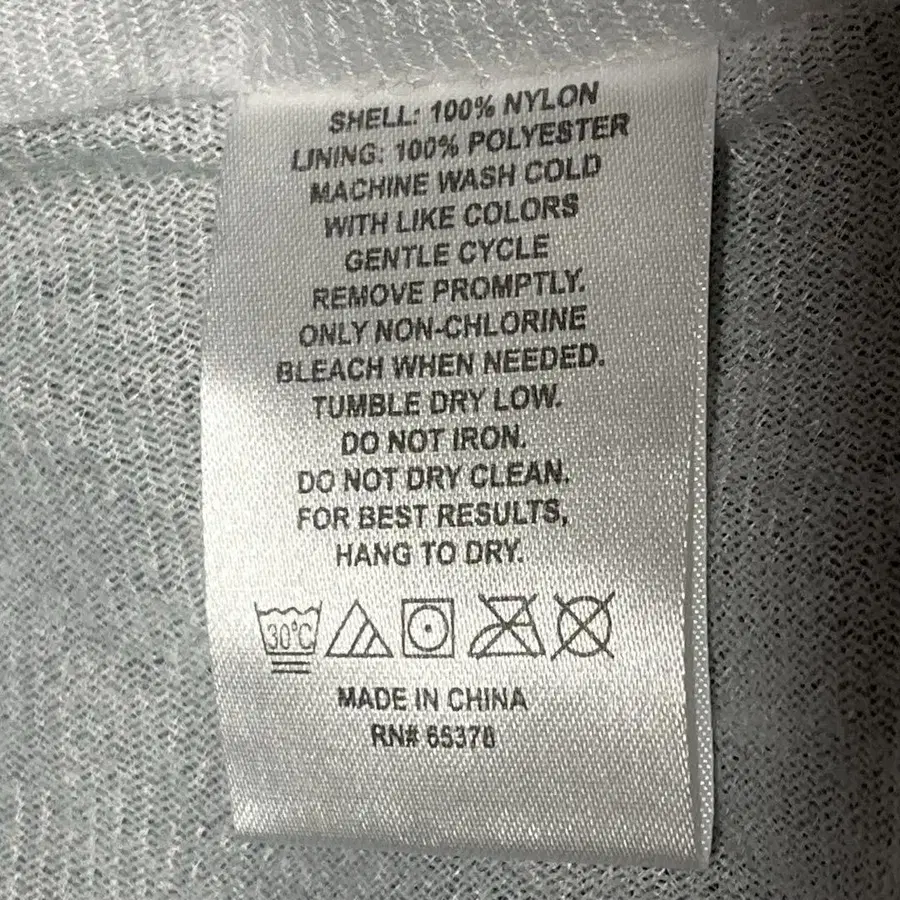 SHELL: 100% NYLON
LINING: 100% POLYESTER
MACHINE WASH COLD
WITH LIKE COLORS
GENTLE CYCLE
REMOVE PROMPTLY.
ONLY NON-CHLORINE
BLEACH WHEN NEEDED.
TUMBLE DRY LOW.
DO NOT IRON.
DO NOT DRY CLEAN.
FOR BEST RESULTS,
HANG TO DRY.
30°C
MADE IN CHINA
RN# 65378